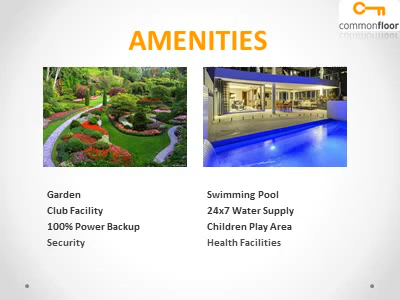 commonfloor
AMENITIES
Garden
Club Facility
100% Power Backup
Security
Swimming Pool
24x7 Water Supply
Children Play Area
Health Facilities